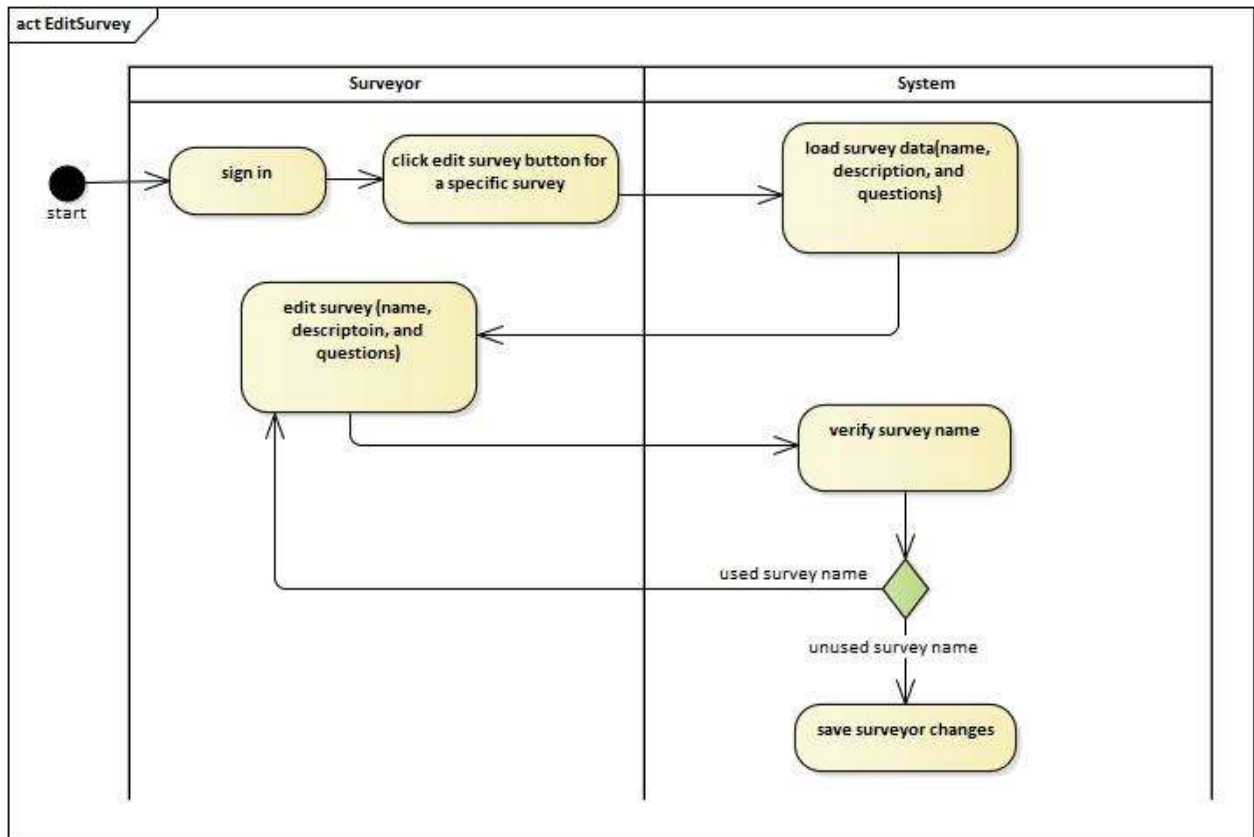 act EditSurvey
Surveyor
System
sign in
click edit survey button for
a specific survey
load survey data(name,
description, and
questions)
start
edit survey (name,
descriptoin, and
questions)
verify survey name
used survey name
unused survey name
save surveyor changes